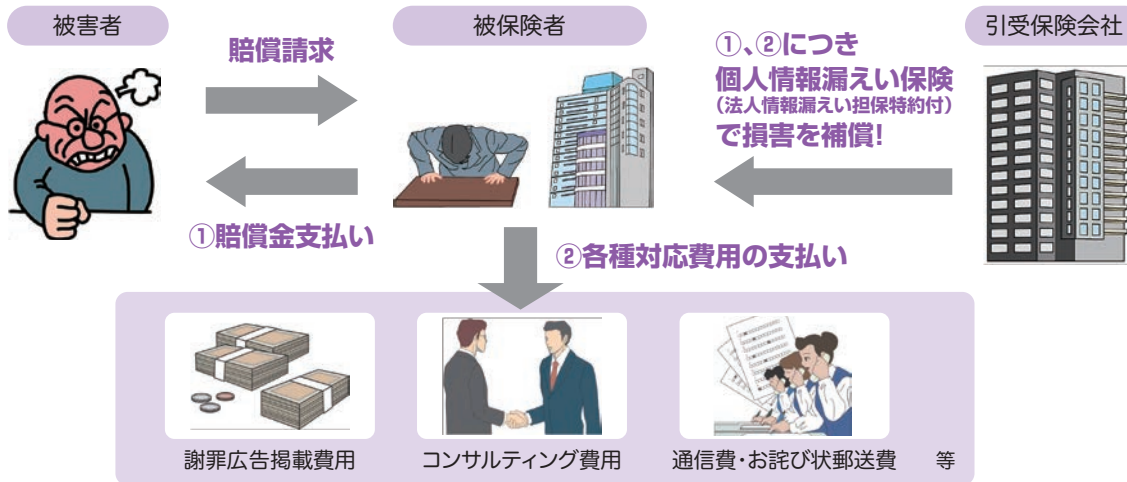 被害者
被保険者
引受保険会社
賠償請求
①、②につき
個人情報漏えい保険
（法人情報漏えい担保特約付）
で損害を補償!
①賠償金支払い
②各種対応費用の支払い
謝罪広告掲載費用
コンサルティング費用
通信費・お詫び状郵送費
等